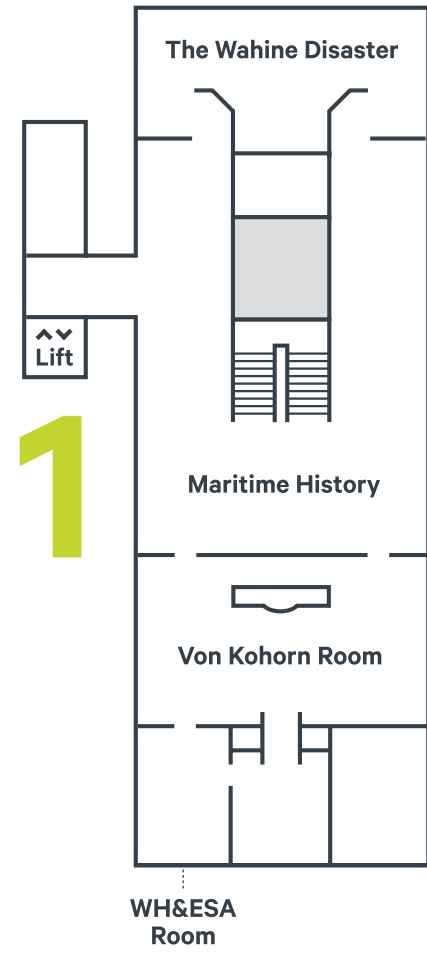 The Wahine Disaster
Lift
1
Maritime History
Von Kohorn Room
WH&ESA
Room